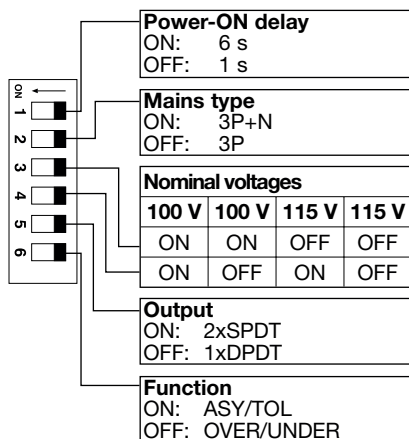 Power-ON delay
ON: 6 s
OFF: 1 s
ON
1
2
3
4
5
6
Mains type
ON: 3P+N
OFF: 3P
Nominal voltages
100 V 100 V 115 V 115 V
ON ON OFF OFF
ON OFF ON OFF
Output
ON: 2xSPDT
OFF: 1xDPDT
Function
ON: ASY/TOL
OFF: OVER/UNDER